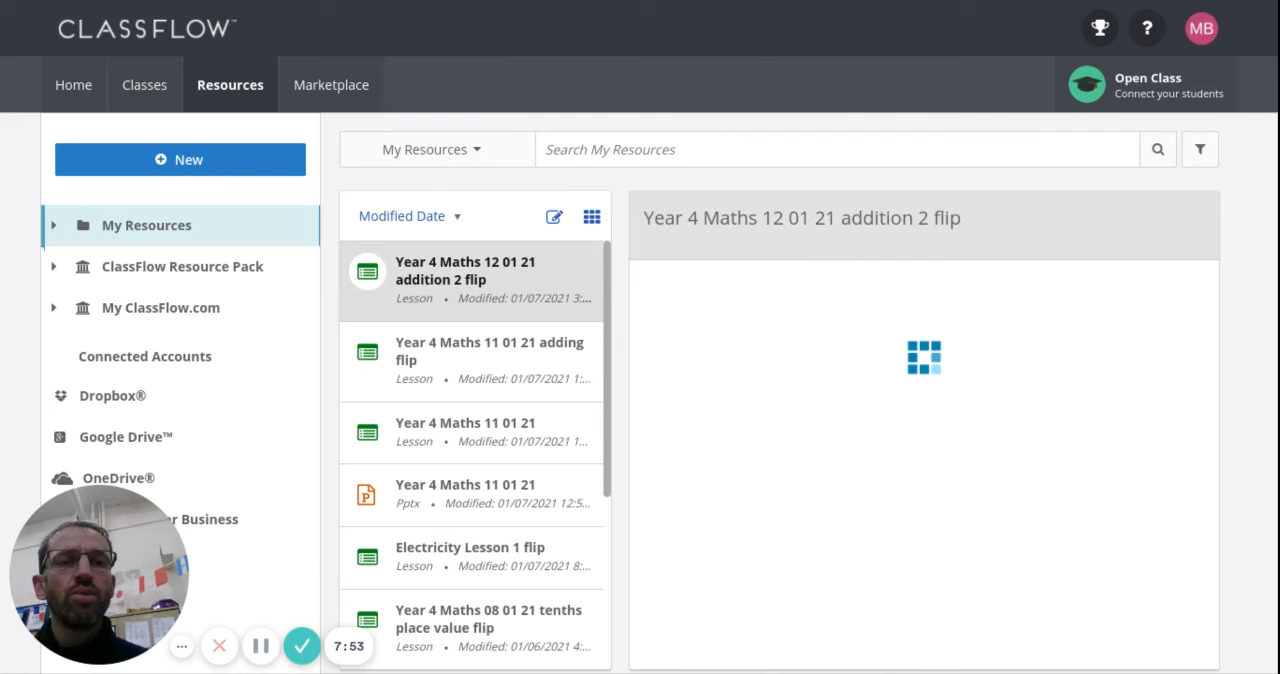 CLASSFLOW™
?
MB
Home
Classes
Resources
Marketplace
Open Class
Connect your students
New
My Resources
Search My Resources
My Resources
ClassFlow Resource Pack
My ClassFlow.com
Connected Accounts
Dropbox®
Google Drive™
OneDrive®
r Business
Modified Date
Year 4 Maths 12 01 21
addition 2 flip
Lesson • Modified: 01/07/2021 3:...
Year 4 Maths 11 01 21 adding
flip
Lesson • Modified: 01/07/2021 1:...
Year 4 Maths 11 01 21
Lesson • Modified: 01/07/2021 1...
P
Year 4 Maths 11 01 21
Pptx • Modified: 01/07/2021 12:5...
Electricity Lesson 1 flip
Lesson • Modified: 01/07/2021 8:...
Year 4 Maths 08 01 21 tenths
place value flip
Lesson • Modified: 01/06/2021 4:...
Year 4 Maths 12 01 21 addition 2 flip
7:53